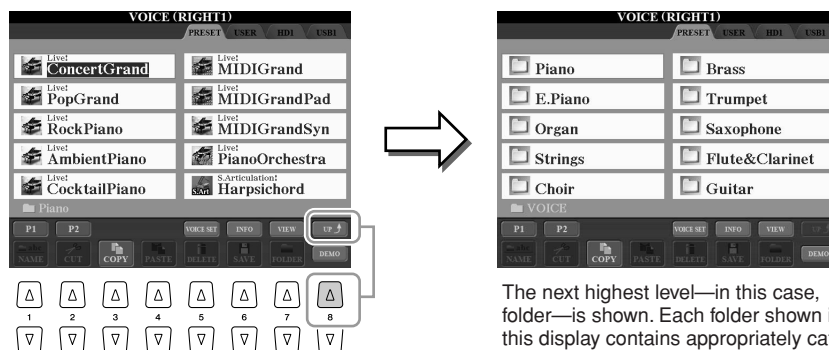 VOICE (RIGHT1)
PRESET USER HD1 USB1
Live!
ConcertGrand
Live!
MIDIGrand
Live!
PopGrand
Live!
MIDIGrandPad
Live!
RockPiano
Live!
MIDIGrandSyn
Live!
AmbientPiano
Live!
PianoOrchestra
Live!
CocktailPiano
S.Art
S.Articulation!
Harpsichord
Piano
P1 P2 VOICE SET INFO VIEW UP
NAME CUT COPY PASTE DELETE SAVE FOLDER DEMO
1 2 3 4 5 6 7 8
VOICE (RIGHT1)
PRESET USER HD1 USB1
Piano Brass
E.Piano Trumpet
Organ Saxophone
Strings Flute&Clarinet
Choir Guitar
VOICE
P1 P2 VOICE SET INFO VIEW UP
NAME CUT COPY PASTE DELETE SAVE FOLDER DEMO
The next highest level—in this case,
folder—is shown. Each folder shown
this display contains appropriately